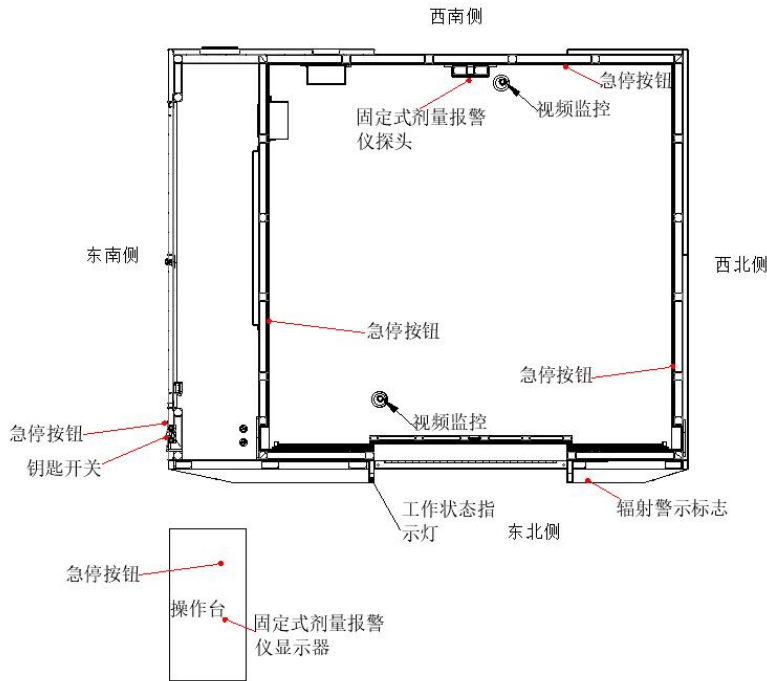 西南侧
急停按钮
固定式剂量报警
仪探头
视频监控
东南侧
西北侧
急停按钮
急停按钮
视频监控
急停按钮
钥匙开关
工作状态指
示灯
辐射警示标志
东北侧
急停按钮
操作台
固定式剂量报警
仪显示器